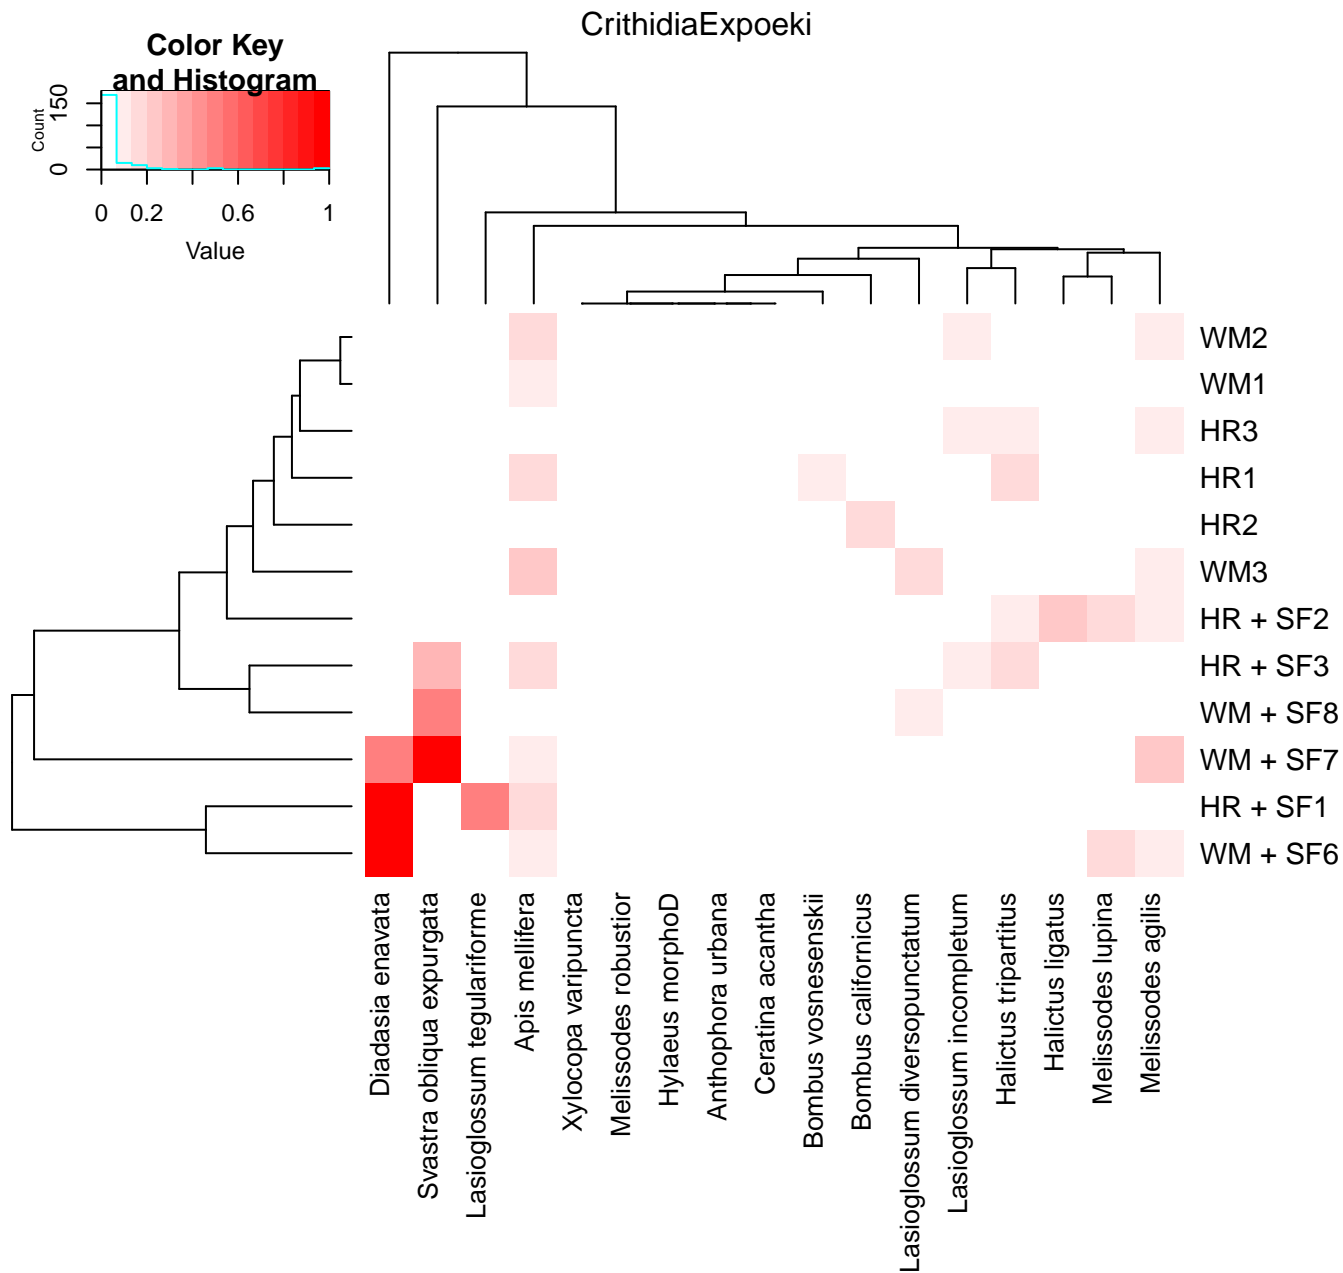 CrithidiaExpoeki
Color Key
and Histogram
Count
0 150
0 0.2 0.6 1
Value
WM2
WM1
HR3
HR1
HR2
WM3
HR + SF2
HR + SF3
WM + SF8
WM + SF7
HR + SF1
WM + SF6
Diadasia enavata
Svastra obliqua expurgata
Lasioglossum tegulariforme
Apis mellifera
Xylocopa varipuncta
Melissodes robustior
Hylaeus morphoD
Anthophora urbana
Ceratina acantha
Bombus vosnesenskii
Bombus californicus
Lasioglossum diversopunctatum
Lasioglossum incompletum
Halictus tripartitus
Halictus ligatus
Melissodes lupina
Melissodes agilis